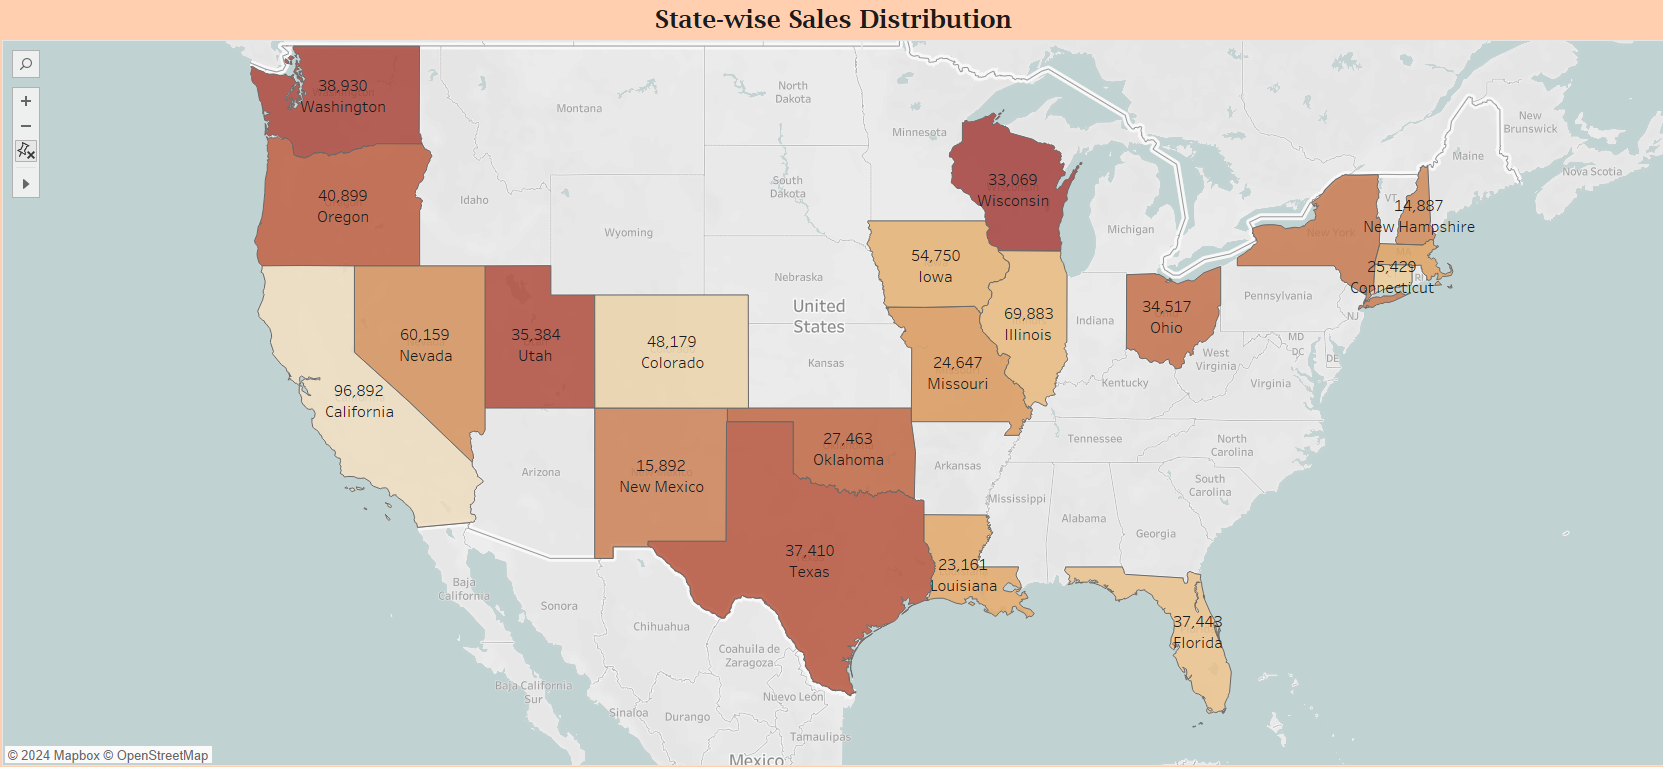 State-wise Sales Distribution
38,930
Washington
Montana
North
Dakota
Minnesota
New
Brunswick
Maine
Nova Scotia
40,899
Oregon
Idaho
South
Dakota
33,069
Wisconsin
VT
14,887
New Hampshire
Wyoming
Michigan
New York
54,750
Iowa
Nebraska
MA
25,429
Connecticut
RI
Pennsylvania
60,159
Nevada
35,384
Utah
48,179
Colorado
United
States
69,883
Illinois
Indiana
34,517
Ohio
NJ
MD
DC
DE
96,892
California
Kansas
24,647
Missouri
West
Virginia
Kentucky
Virginia
Arizona
15,892
New Mexico
27,463
Oklahoma
Arkansas
Tennessee
North
Carolina
South
Carolina
Mississippi
Alabama
Georgia
37,410
Texas
23,161
Louisiana
37,443
Florida
Baja
California
Sonora
Chihuahua
Coahuila de
Zaragoza
Baja California
Sur
Nuevo León
Sinaloa
Durango
Tamaulipas
Mexico
© 2024 Mapbox © OpenStreetMap